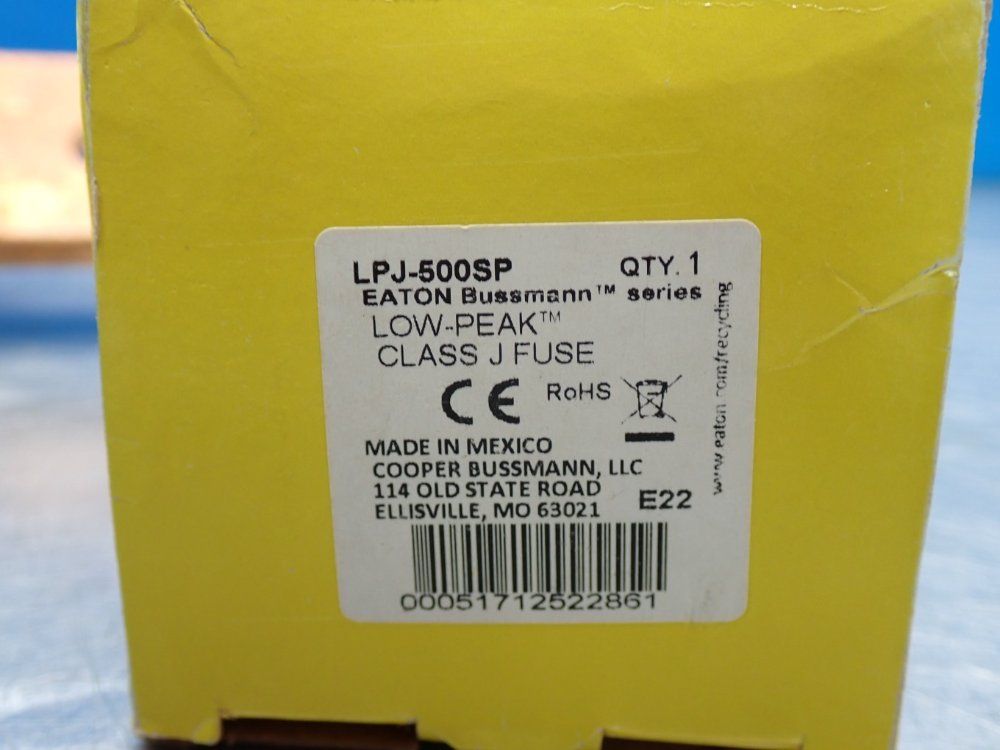 LPJ-500SP QTY. 1
EATON Bussmann™ series
LOW-PEAK™
CLASS J FUSE
CE RoHS
MADE IN MEXICO
COOPER BUSSMANN, LLC
114 OLD STATE ROAD
ELLISVILLE, MO 63021 E22
00051712522861
www.eaton.com/recycling